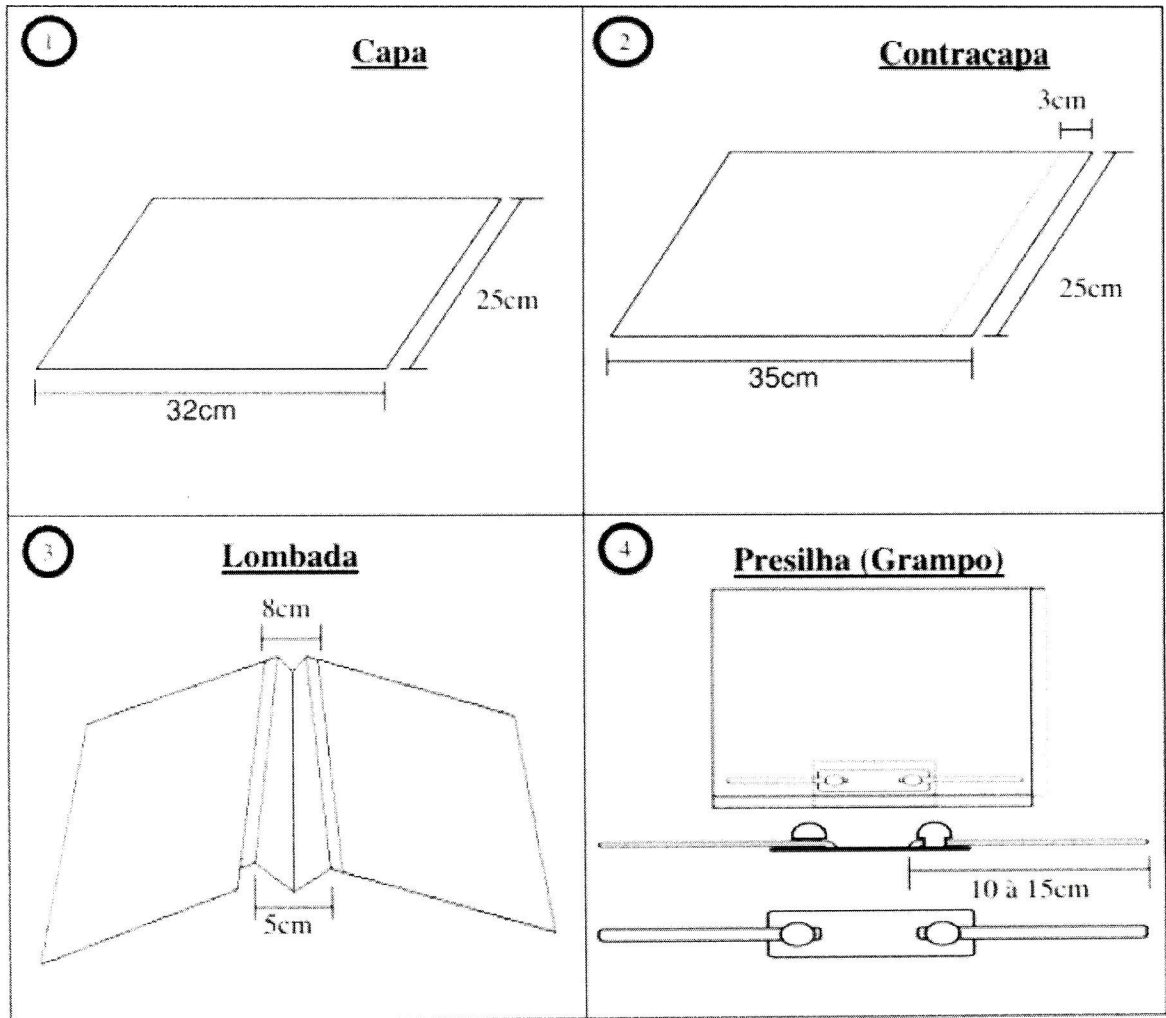 1
Capa
25cm
32cm
2
Contracapa
3cm
25cm
35cm
3
Lombada
8cm
5cm
4
Presilha (Grampo)
10 à 15cm